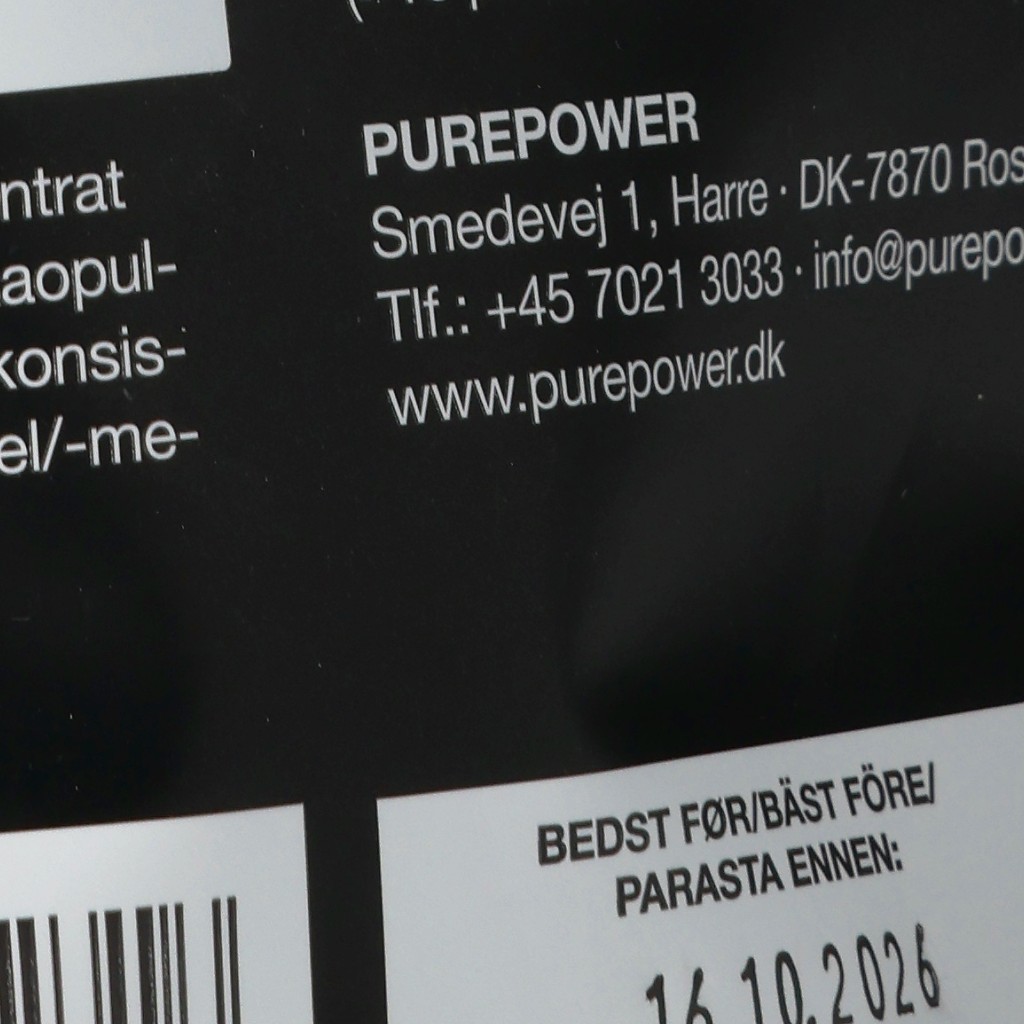 ntrat
aopul-
konsis-
el/-me-
PUREPOWER
Smedevej 1, Harre · DK-7870 Ros
Tlf.: +45 7021 3033 · info@purepo
www.purepower.dk
BEDST FØR/BÄST FÖRE/
PARASTA ENNEN:
16.10.2026